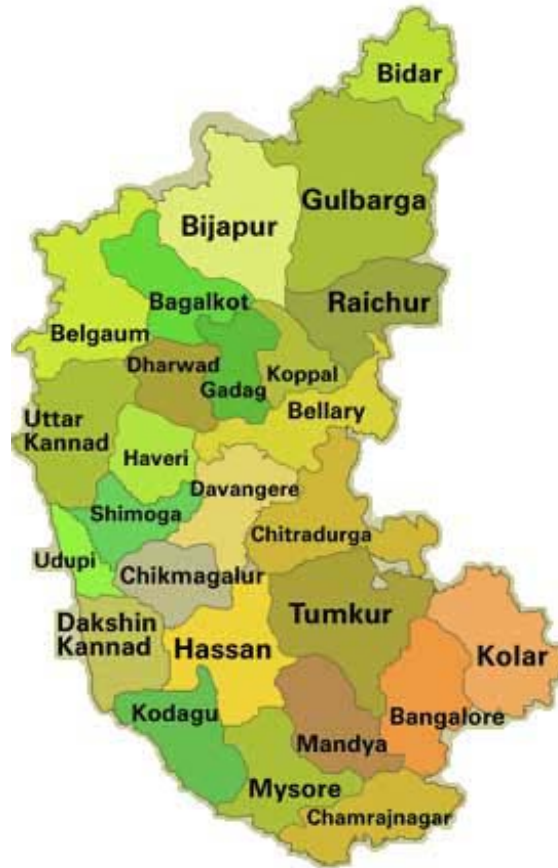 Bidar
Gulbarga
Bijapur
Raichur
Bagalkot
Belgaum
Dharwad
Gadag
Koppal
Bellary
Uttar
Kannad
Haveri
Davangere
Shimoga
Chitradurga
Udupi
Chikmagalur
Dakshin
Kannad
Hassan
Tumkur
Kolar
Kodagu
Bangalore
Mandya
Mysore
Chamrajnagar